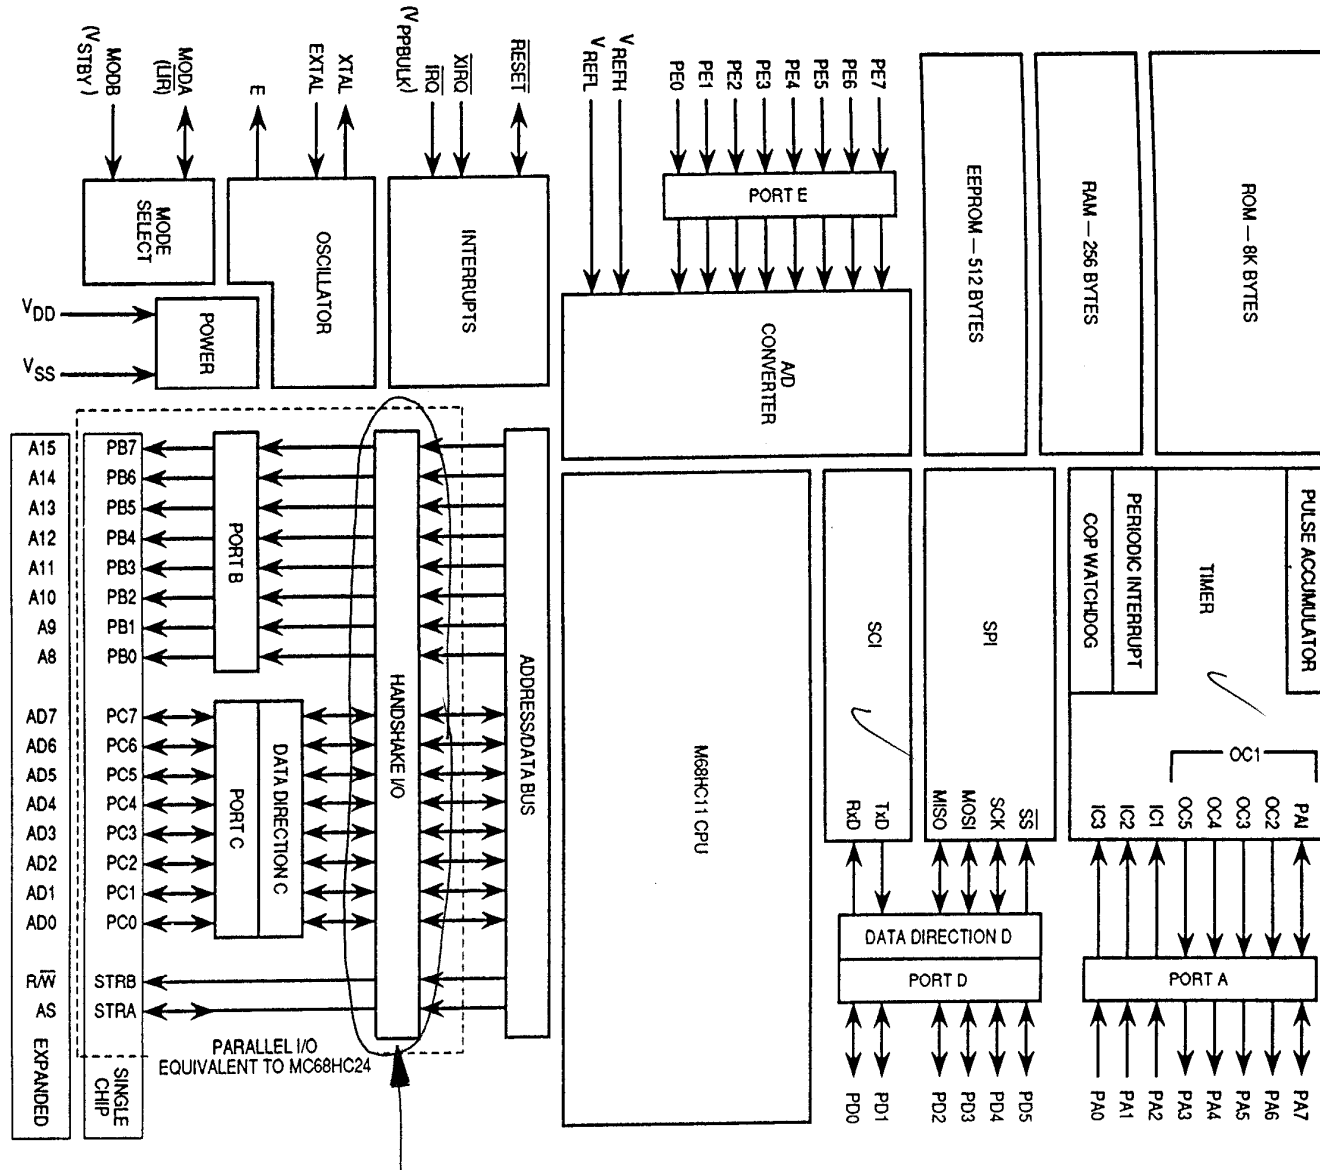 MODB
(VSTBY)
MODA
(LIR)
E
EXTAL
XTAL
(VPPBULK)
IRQ
XIRQ
RESET
VREFL
VREFH
PE0
PE1
PE2
PE3
PE4
PE5
PE6
PE7
MODE
SELECT
OSCILLATOR
INTERRUPTS
PORT E
A/D
CONVERTER
EEPROM — 512 BYTES
RAM — 256 BYTES
ROM — 8K BYTES
VDD
VSS
POWER
A15 PB7
A14 PB6
A13 PB5
A12 PB4
A11 PB3
A10 PB2
A9 PB1
A8 PB0
AD7 PC7
AD6 PC6
AD5 PC5
AD4 PC4
AD3 PC3
AD2 PC2
AD1 PC1
AD0 PC0
R/W STRB
AS STRA
EXPANDED
SINGLE
CHIP
PORT B
PORT C
DATA DIRECTION C
HANDSHAKE I/O
ADDRESS/DATA BUS
PARALLEL I/O
EQUIVALENT TO MC68HC24
M68HC11 CPU
SCI
RxD
TxD
SPI
MISO
MOSI
SCK
SS
DATA DIRECTION D
PORT D
PD0
PD1
PD2
PD3
PD4
PD5
COP WATCHDOG
PERIODIC INTERRUPT
TIMER
PULSE ACCUMULATOR
OC1
IC3
IC2
IC1
OC5
OC4
OC3
OC2
PAI
PORT A
PA0
PA1
PA2
PA3
PA4
PA5
PA6
PA7